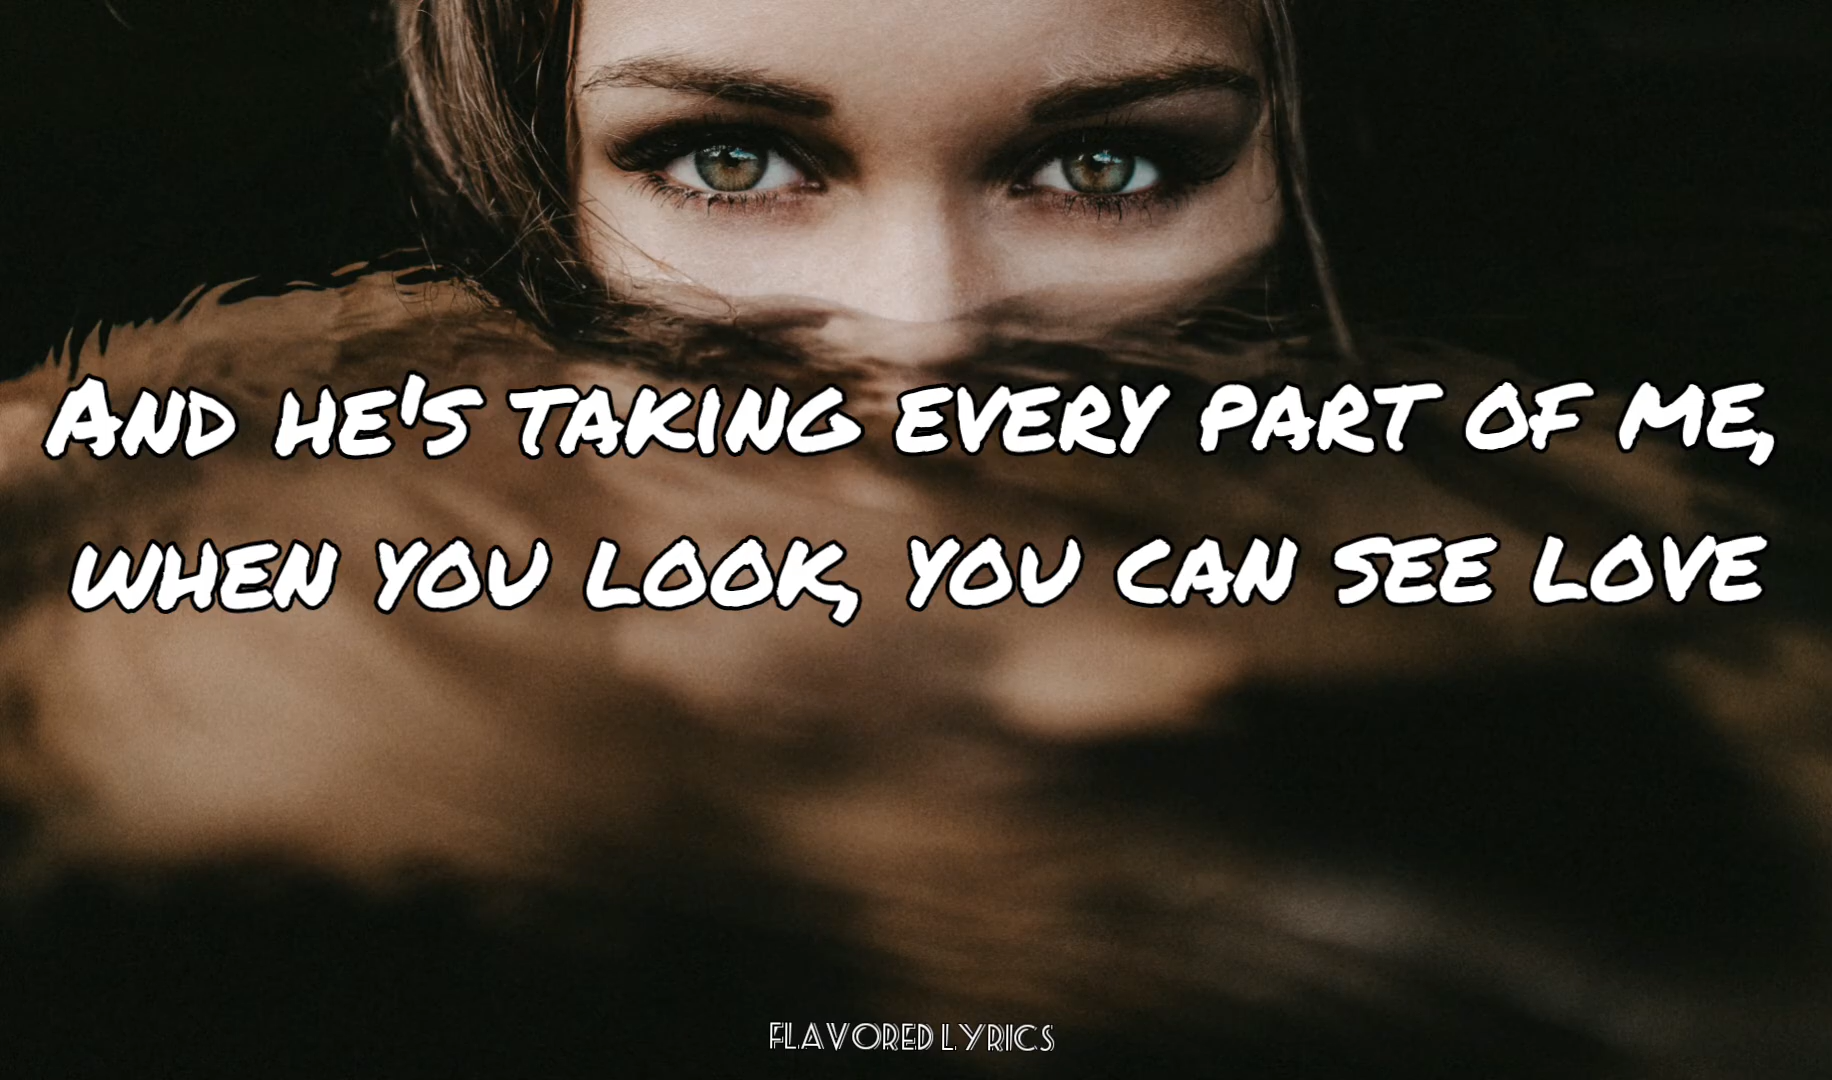 And he's taking every part of me,
when you look, you can see love
FLAVORED LYRICS